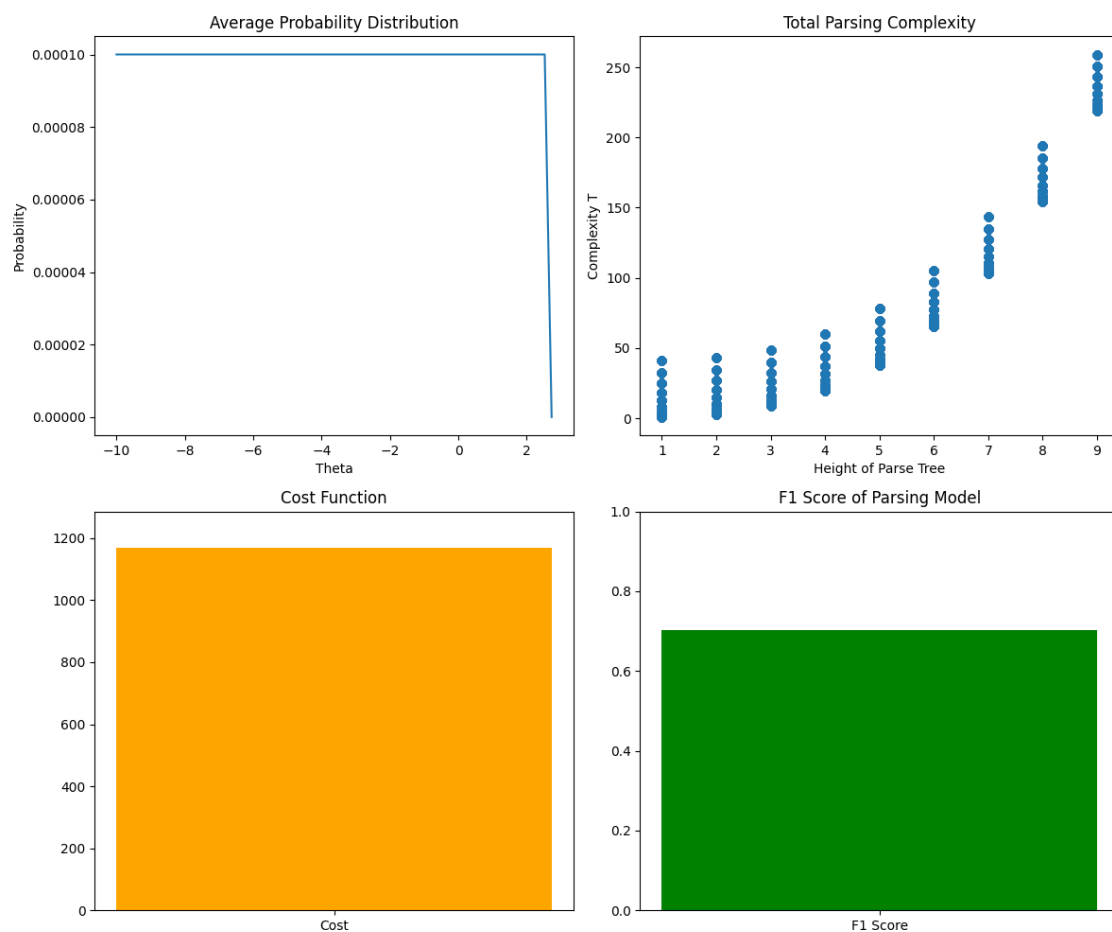 Average Probability Distribution
0.00010
0.00008
0.00006
0.00004
0.00002
0.00000
Probability
−10 −8 −6 −4 −2 0 2
Theta
Total Parsing Complexity
250
200
150
100
50
0
Complexity T
1 2 3 4 5 6 7 8 9
Height of Parse Tree
Cost Function
1200
1000
800
600
400
200
0
Cost
F1 Score of Parsing Model
1.0
0.8
0.6
0.4
0.2
0.0
F1 Score